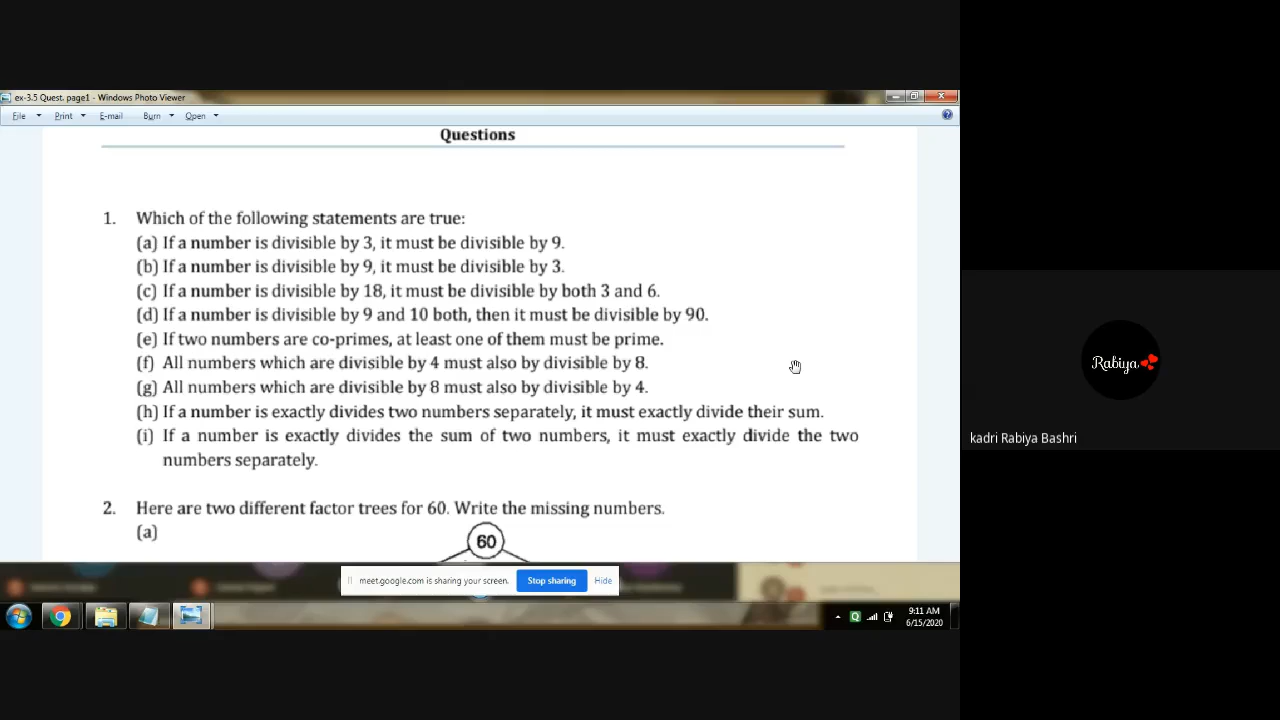 ex-3.5 Quest. page1 - Windows Photo Viewer
File Print E-mail Burn Open
Questions
1. Which of the following statements are true:
(a) If a number is divisible by 3, it must be divisible by 9.
(b) If a number is divisible by 9, it must be divisible by 3.
(c) If a number is divisible by 18, it must be divisible by both 3 and 6.
(d) If a number is divisible by 9 and 10 both, then it must be divisible by 90.
(e) If two numbers are co-primes, at least one of them must be prime.
(f) All numbers which are divisible by 4 must also by divisible by 8.
(g) All numbers which are divisible by 8 must also by divisible by 4.
(h) If a number is exactly divides two numbers separately, it must exactly divide their sum.
(i) If a number is exactly divides the sum of two numbers, it must exactly divide the two
numbers separately.
2. Here are two different factor trees for 60. Write the missing numbers.
(a)
60
meet.google.com is sharing your screen. Stop sharing Hide
9:11 AM
6/15/2020
Rabiya
kadri Rabiya Bashri